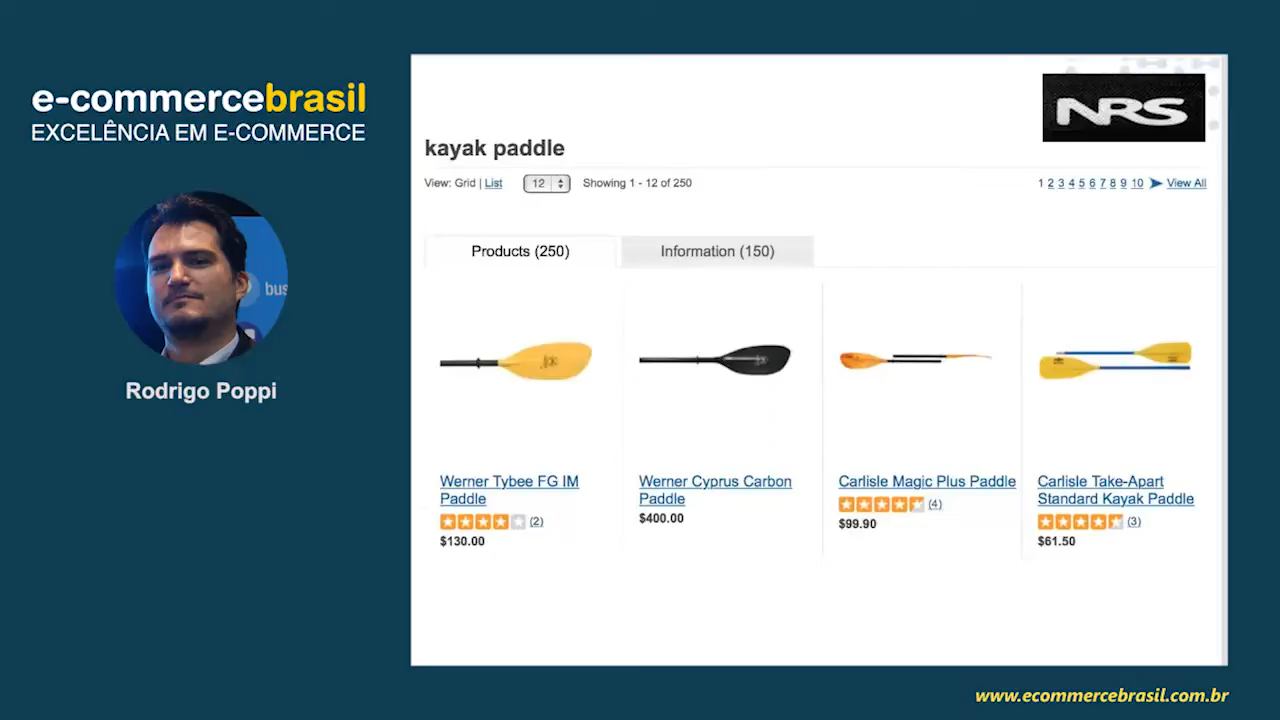 e-commercebrasil
EXCELÊNCIA EM E-COMMERCE
bus
Rodrigo Poppi
NRS
kayak paddle
View: Grid | List
12
Showing 1 - 12 of 250
1 2 3 4 5 6 7 8 9 10
View All
Products (250)
Information (150)
Werner Tybee FG IM
Paddle
(2)
$130.00
Werner Cyprus Carbon
Paddle
$400.00
Carlisle Magic Plus Paddle
(4)
$99.90
Carlisle Take-Apart
Standard Kayak Paddle
(3)
$61.50
www.ecommercebrasil.com.br